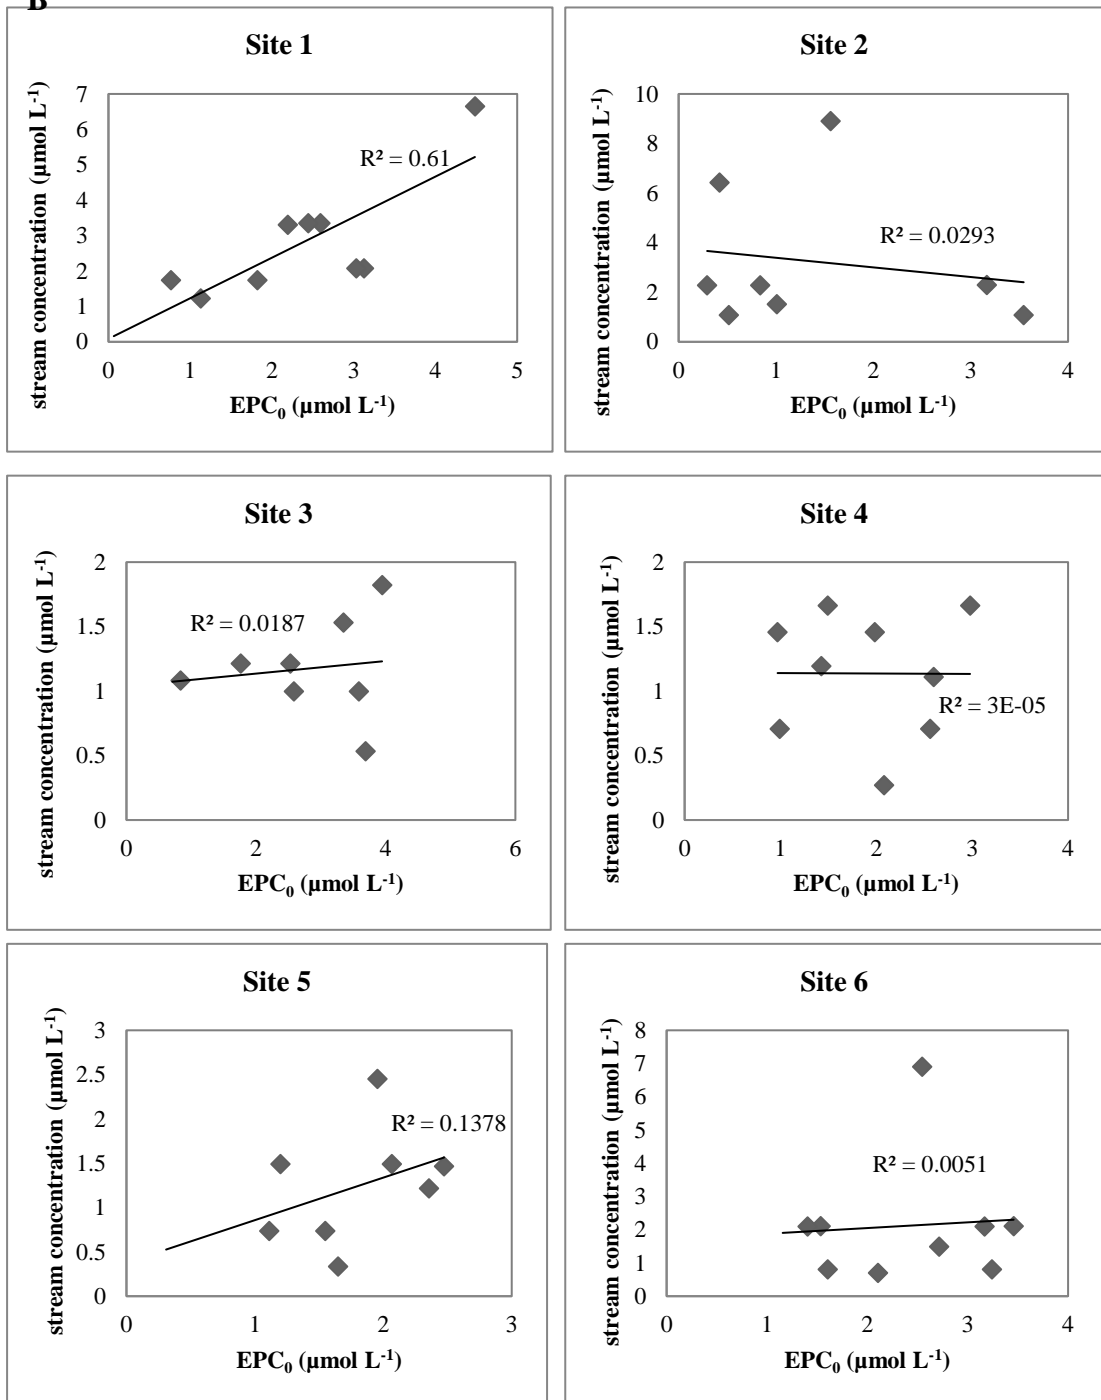 B
Site 1
stream concentration (µmol L-1)
7
6
5
4
3
2
1
0
R² = 0.61
0 1 2 3 4 5
EPC0 (µmol L-1)
Site 2
stream concentration (µmol L-1)
10
8
6
4
2
0
R² = 0.0293
0 1 2 3 4
EPC0 (µmol L-1)
Site 3
stream concentration (µmol L-1)
2
1.5
1
0.5
0
R² = 0.0187
0 2 4 6
EPC0 (µmol L-1)
Site 4
stream concentration (µmol L-1)
2
1.5
1
0.5
0
R² = 3E-05
0 1 2 3 4
EPC0 (µmol L-1)
Site 5
stream concentration (µmol L-1)
3
2.5
2
1.5
1
0.5
0
R² = 0.1378
0 1 2 3
EPC0 (µmol L-1)
Site 6
stream concentration (µmol L-1)
8
7
6
5
4
3
2
1
0
R² = 0.0051
0 1 2 3 4
EPC0 (µmol L-1)